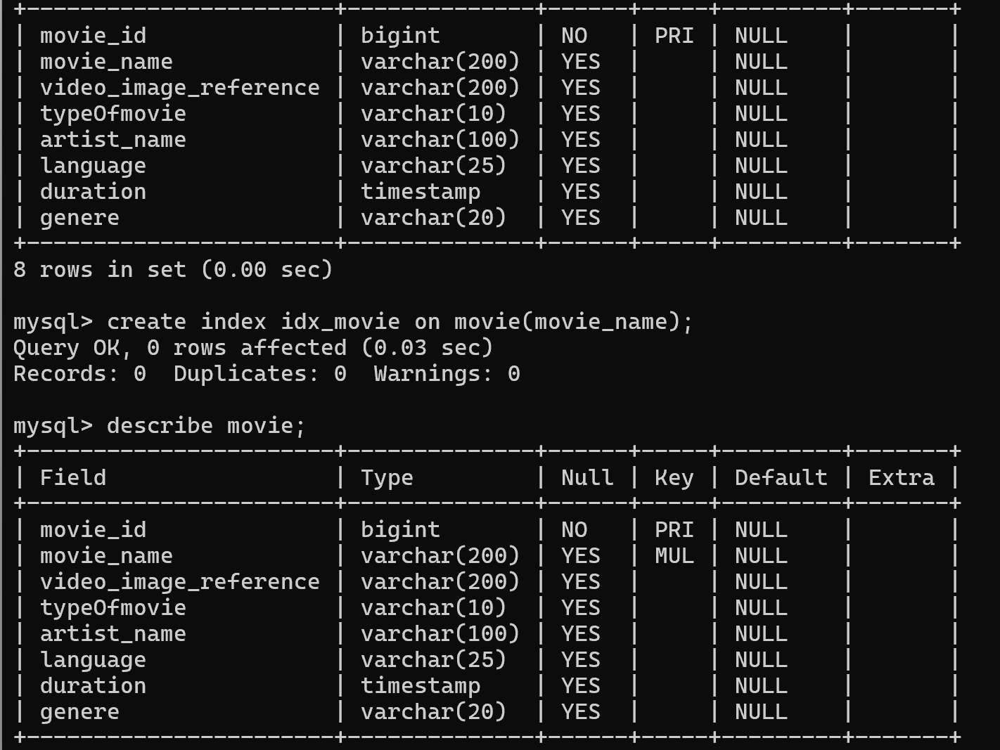 +-----------------------+--------------+------+-----+---------+-------+
| movie_id              | bigint       | NO   | PRI | NULL    |       |
| movie_name            | varchar(200) | YES  |     | NULL    |       |
| video_image_reference | varchar(200) | YES  |     | NULL    |       |
| typeOfmovie           | varchar(10)  | YES  |     | NULL    |       |
| artist_name           | varchar(100) | YES  |     | NULL    |       |
| language              | varchar(25)  | YES  |     | NULL    |       |
| duration              | timestamp    | YES  |     | NULL    |       |
| genere                | varchar(20)  | YES  |     | NULL    |       |
+-----------------------+--------------+------+-----+---------+-------+
8 rows in set (0.00 sec)
mysql> create index idx_movie on movie(movie_name);
Query OK, 0 rows affected (0.03 sec)
Records: 0  Duplicates: 0  Warnings: 0
mysql> describe movie;
+-----------------------+--------------+------+-----+---------+-------+
| Field                 | Type         | Null | Key | Default | Extra |
+-----------------------+--------------+------+-----+---------+-------+
| movie_id              | bigint       | NO   | PRI | NULL    |       |
| movie_name            | varchar(200) | YES  | MUL | NULL    |       |
| video_image_reference | varchar(200) | YES  |     | NULL    |       |
| typeOfmovie           | varchar(10)  | YES  |     | NULL    |       |
| artist_name           | varchar(100) | YES  |     | NULL    |       |
| language              | varchar(25)  | YES  |     | NULL    |       |
| duration              | timestamp    | YES  |     | NULL    |       |
| genere                | varchar(20)  | YES  |     | NULL    |       |
+-----------------------+--------------+------+-----+---------+-------+